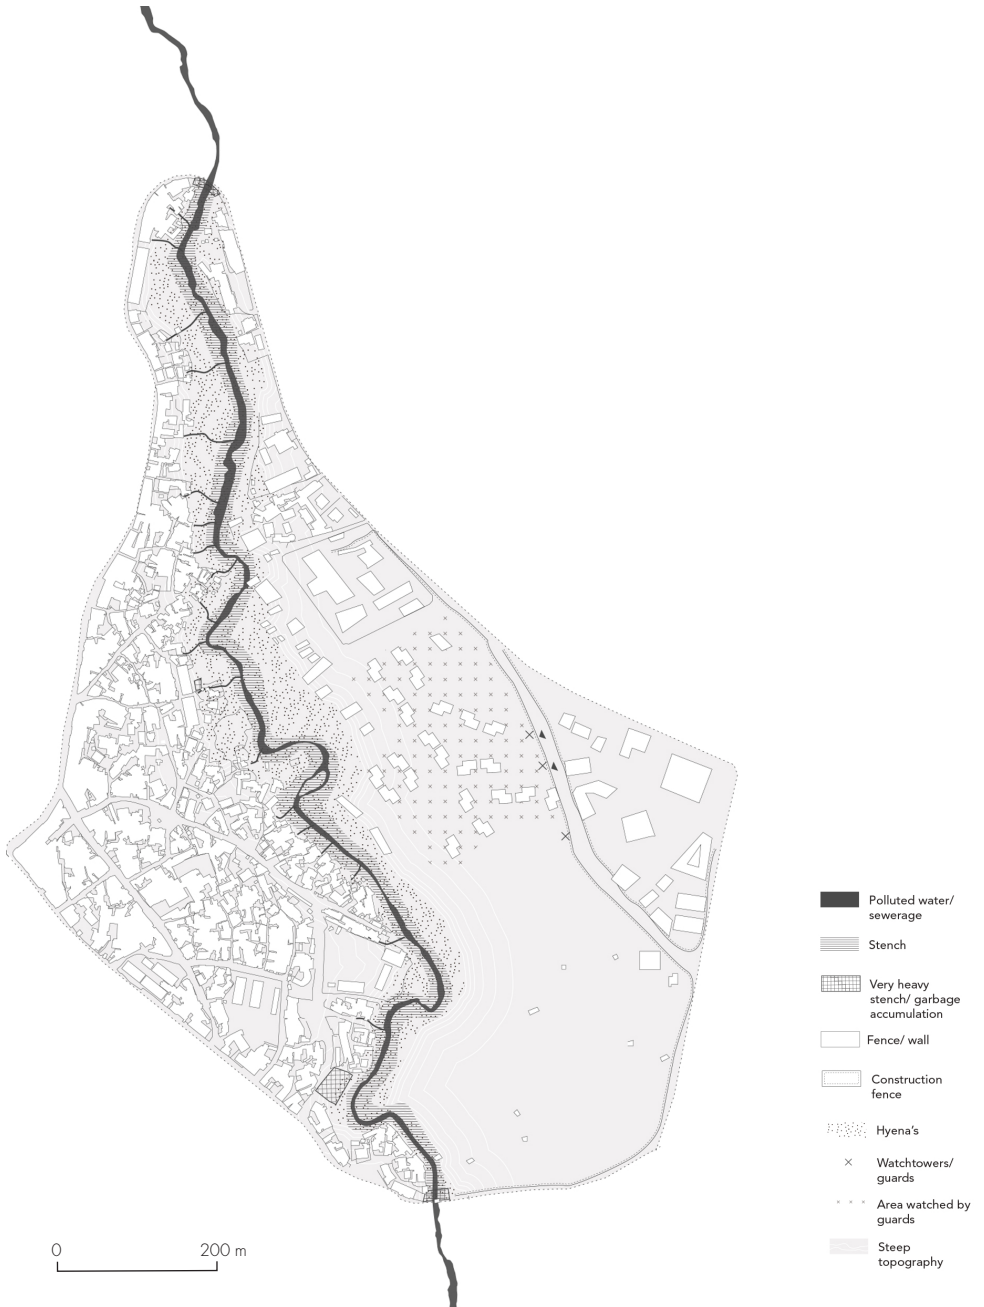 Polluted water/
sewerage
Stench
Very heavy
stench/ garbage
accumulation
Fence/ wall
Construction
fence
Hyena's
Watchtowers/
guards
Area watched by
guards
Steep
topography
0 200 m